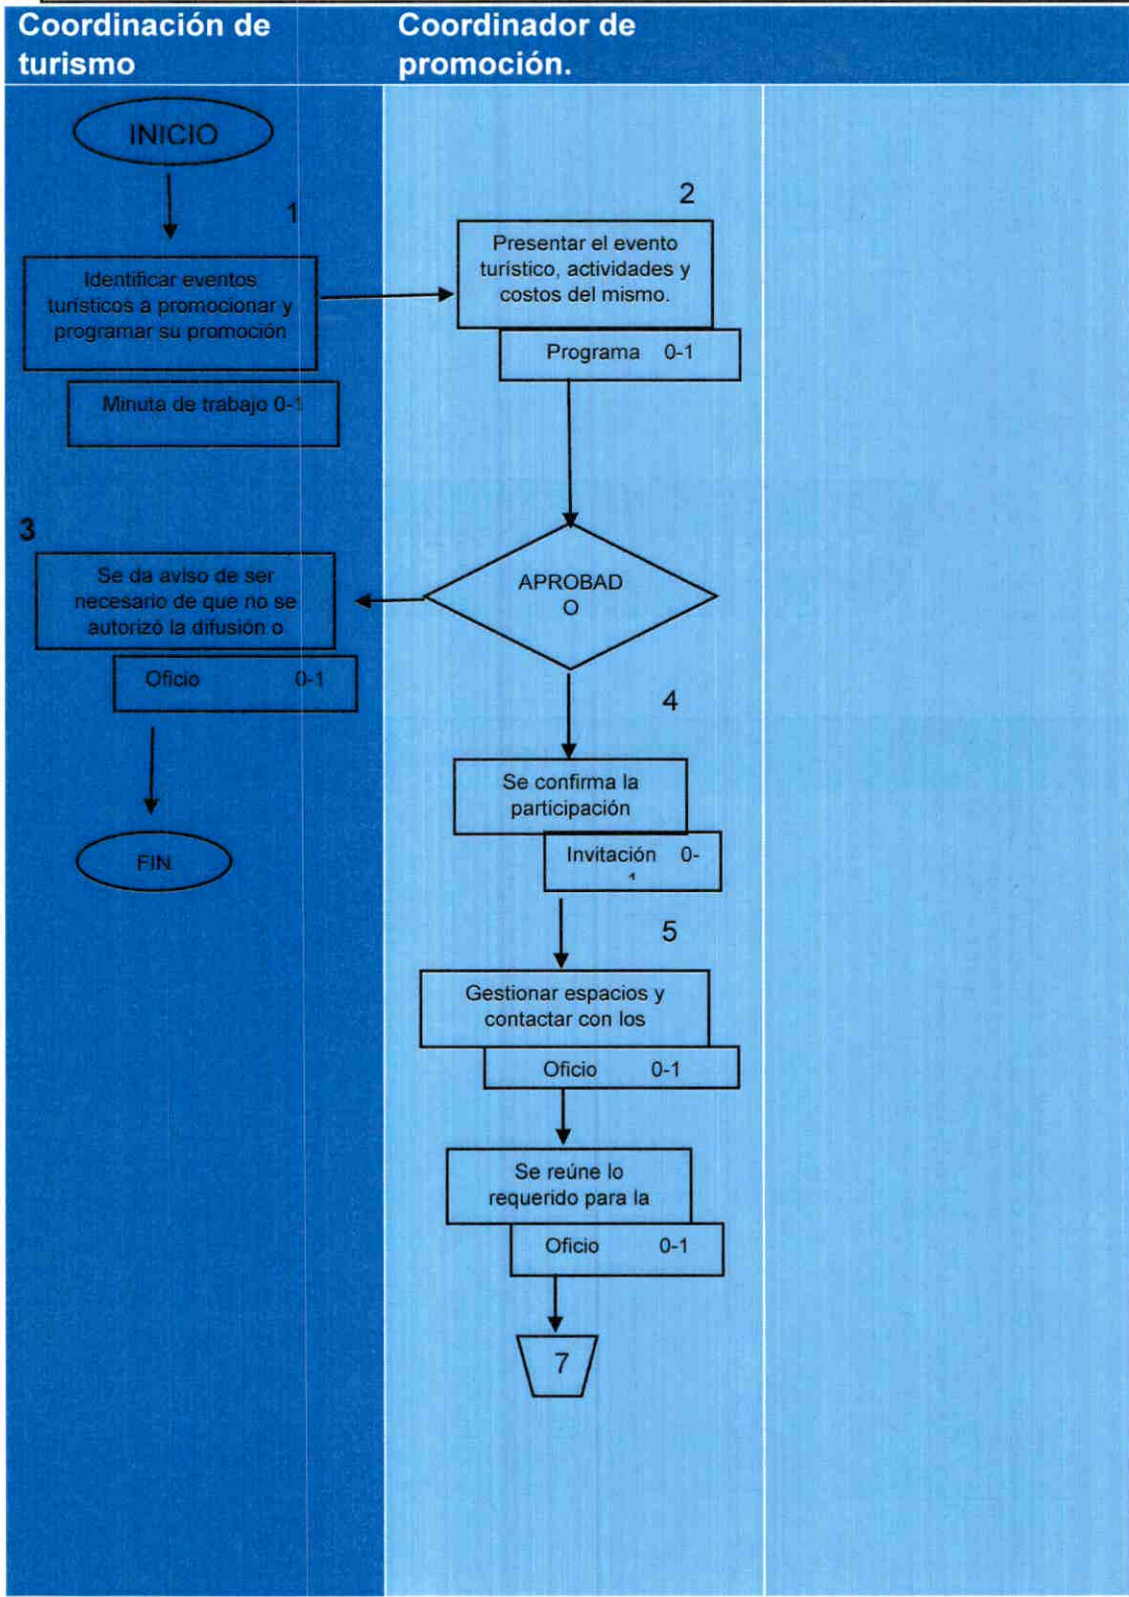 Coordinación de
turismo
Coordinador de
promoción.
INICIO
1
Identificar eventos
turísticos a promocionar y
programar su promoción
Minuta de trabajo 0-1
2
Presentar el evento
turístico, actividades y
costos del mismo.
Programa 0-1
APROBAD
O
3
Se da aviso de ser
necesario de que no se
autorizó la difusión o
Oficio 0-1
FIN
4
Se confirma la
participación
Invitación 0-
1
5
Gestionar espacios y
contactar con los
Oficio 0-1
Se reúne lo
requerido para la
Oficio 0-1
7